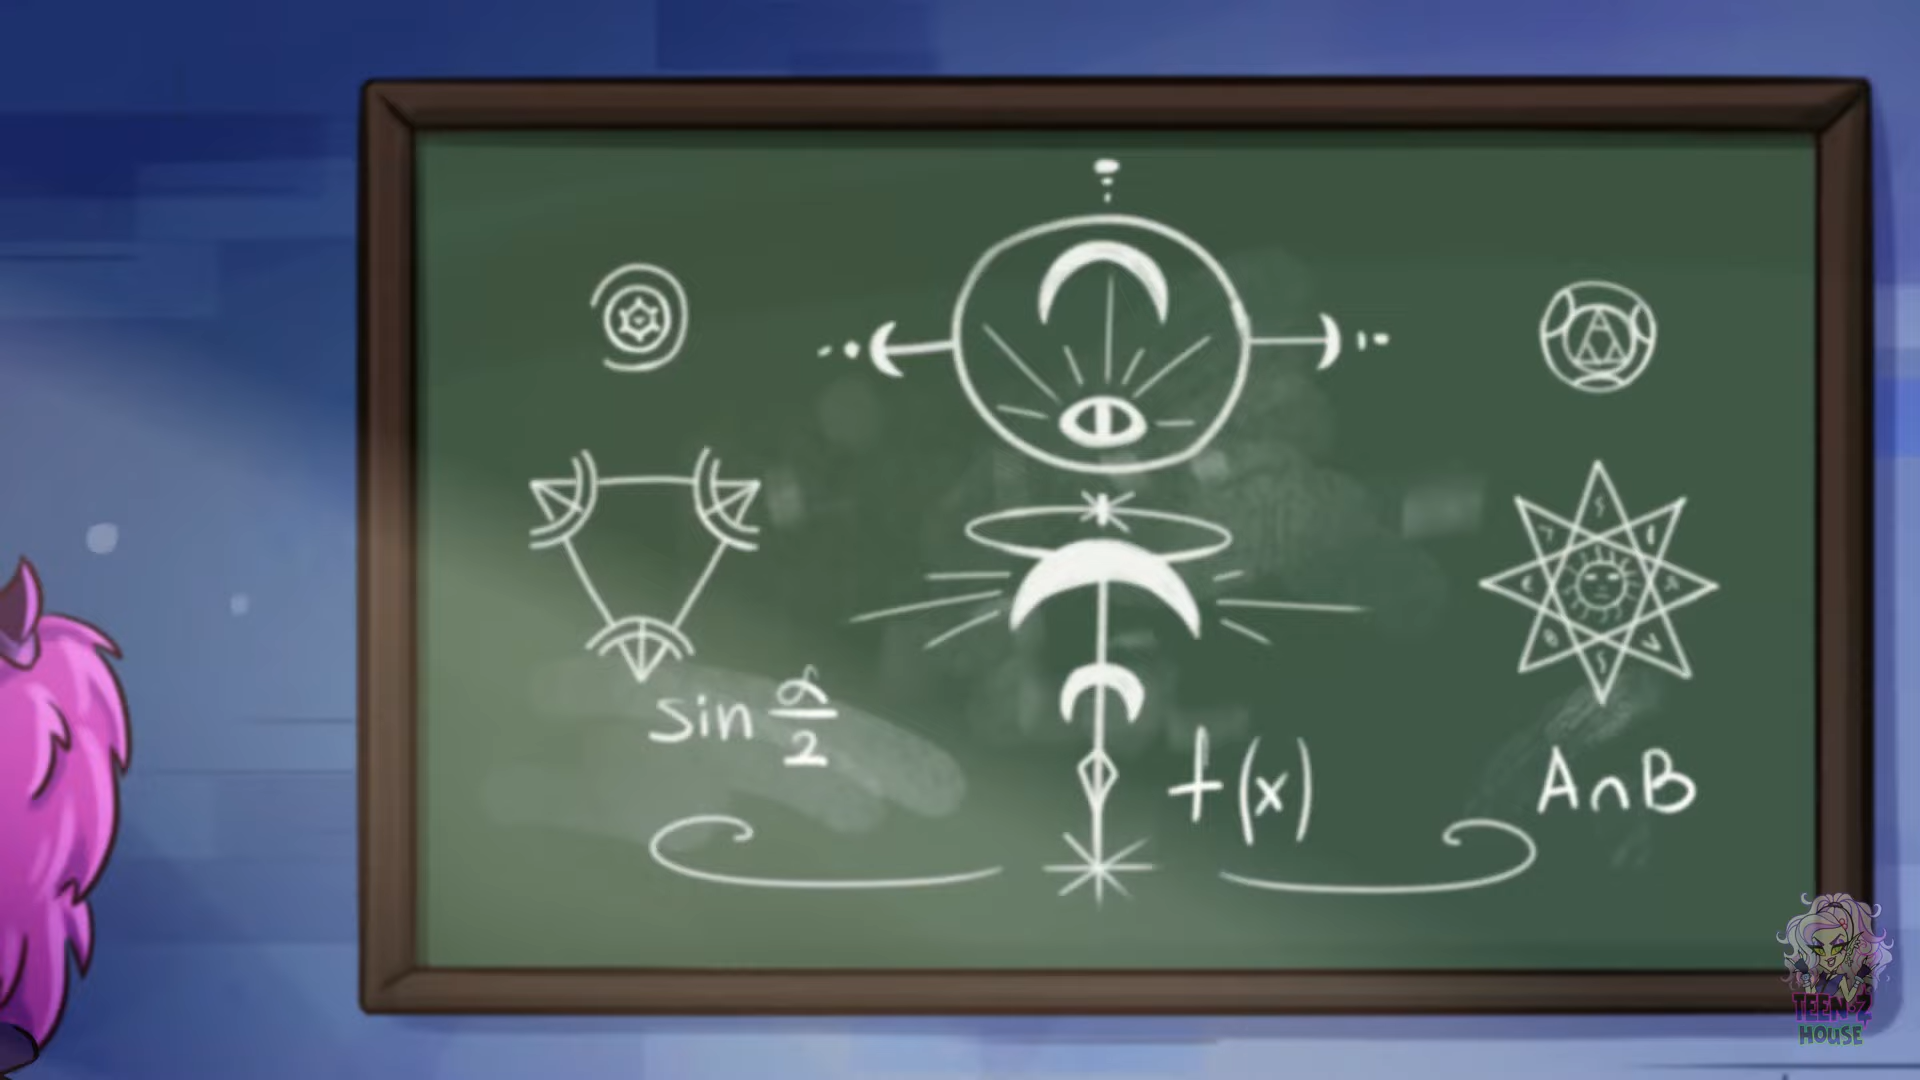 sin α/2
f(x)
A∩B
TEEN-Z
HOUSE